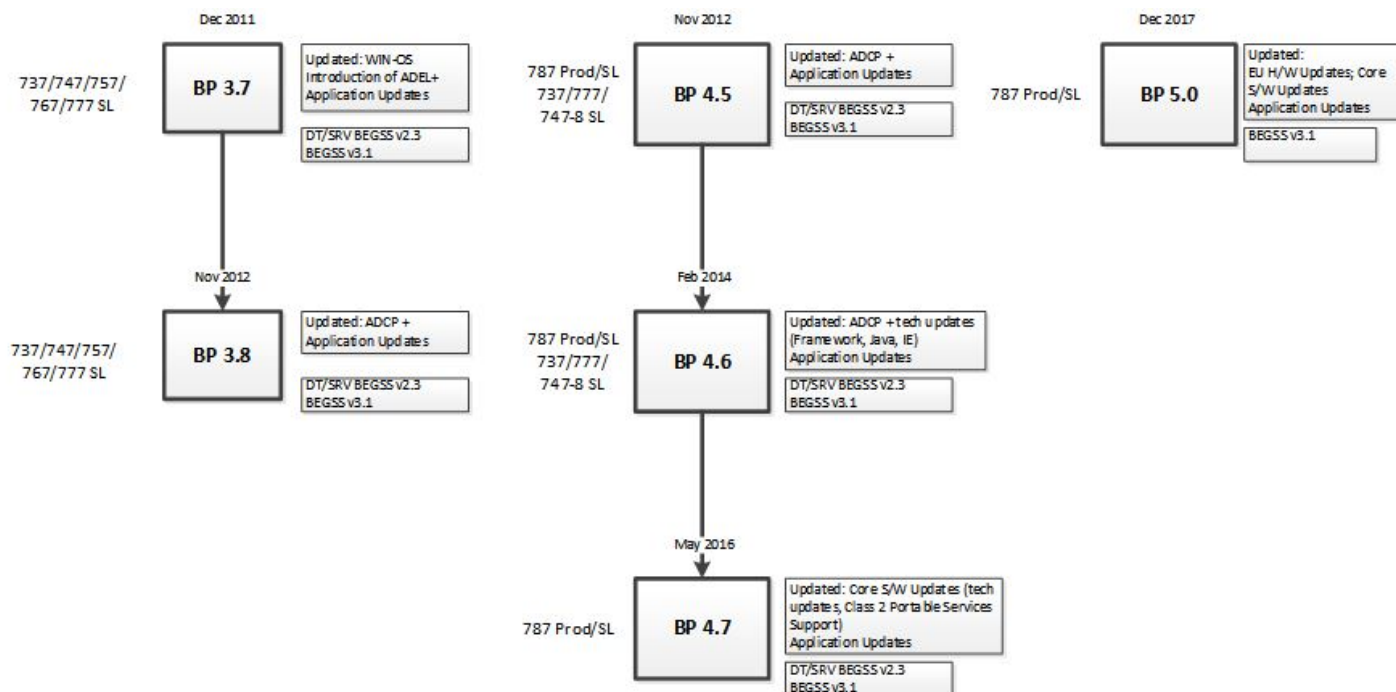 Dec 2011
737/747/757/
767/777 SL
BP 3.7
Updated: WIN-OS
Introduction of ADEL+
Application Updates
DT/SRV BEGSS v2.3
BEGSS v3.1
Nov 2012
737/747/757/
767/777 SL
BP 3.8
Updated: ADCP +
Application Updates
DT/SRV BEGSS v2.3
BEGSS v3.1
Nov 2012
787 Prod/SL
737/777/
747-8 SL
BP 4.5
Updated: ADCP +
Application Updates
DT/SRV BEGSS v2.3
BEGSS v3.1
Feb 2014
787 Prod/SL
737/777/
747-8 SL
BP 4.6
Updated: ADCP + tech updates
(Framework, Java, IE)
Application Updates
DT/SRV BEGSS v2.3
BEGSS v3.1
May 2016
787 Prod/SL
BP 4.7
Updated: Core S/W Updates (tech
updates, Class 2 Portable Services
Support)
Application Updates
DT/SRV BEGSS v2.3
BEGSS v3.1
Dec 2017
787 Prod/SL
BP 5.0
Updated:
EU H/W Updates; Core
S/W Updates
Application Updates
BEGSS v3.1